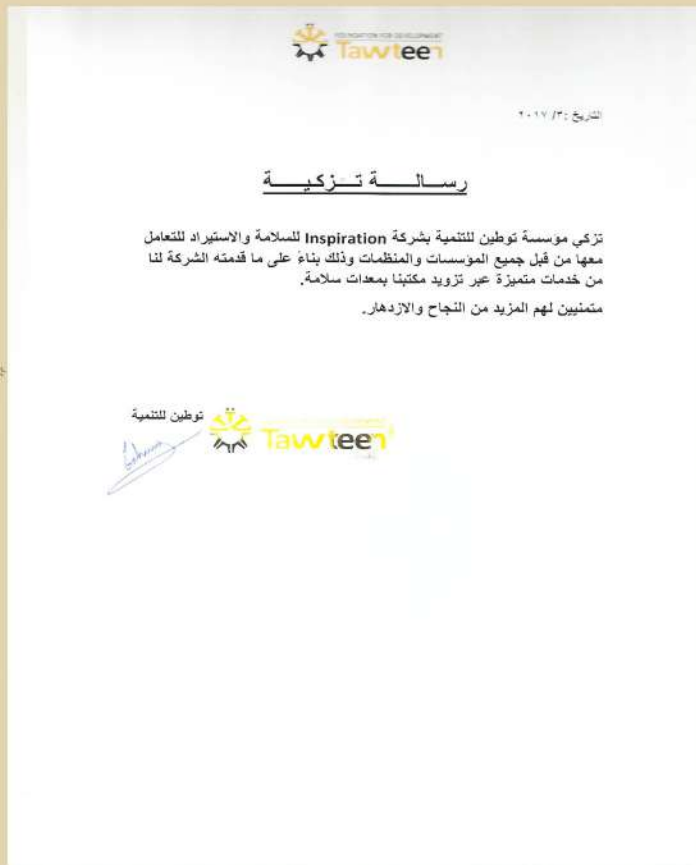 FOUNDATION FOR DEVELOPMENT
Tawteen
التاريخ :٣/ ٢٠١٧
رســالــــة تــزكيــــة
تزكي مؤسسة توطين للتنمية بشركة Inspiration للسلامة والاستيراد للتعامل
معها من قبل جميع المؤسسات والمنظمات وذلك بناءً على ما قدمته الشركة لنا
من خدمات متميزة عبر تزويد مكتبنا بمعدات سلامة.
متمنيين لهم المزيد من النجاح والازدهار.
توطين للتنمية
Tawteen